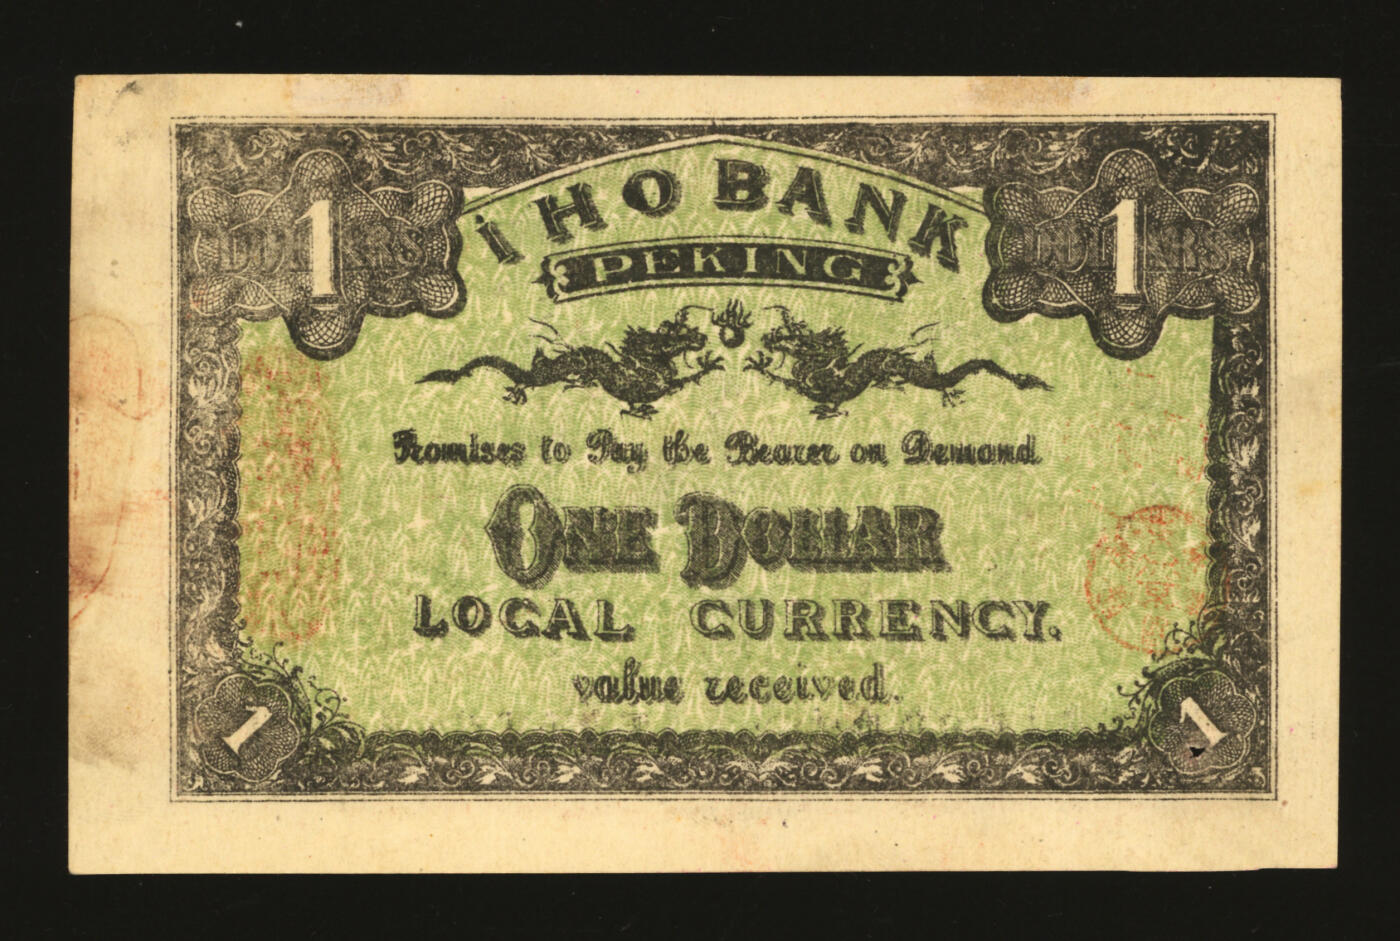 i HO BANK
1 DOLLARS
PEKING
1 DOLLARS
Promises to Pay the Bearer on Demand
ONE DOLLAR
LOCAL CURRENCY.
value received.
1
1